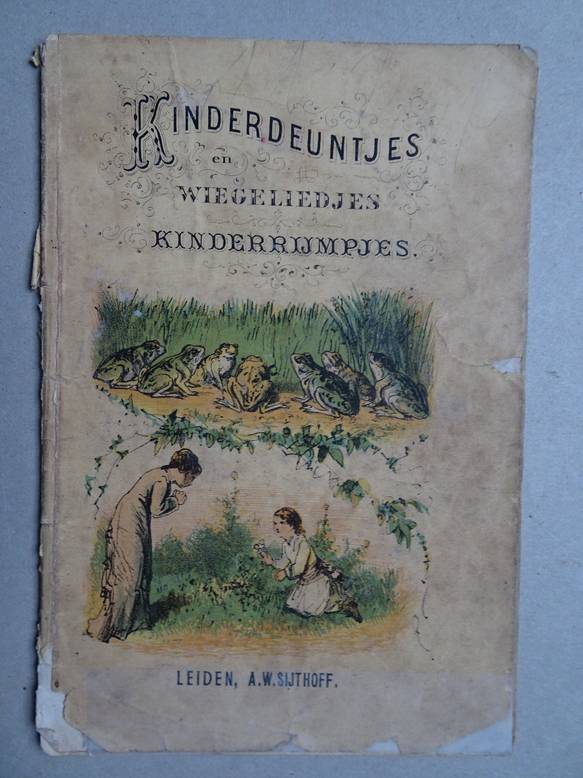 KINDERDEUNTJES
en
WIEGELIEDJES
KINDERRIJMPJES.
LEIDEN, A.W. SIJTHOFF.